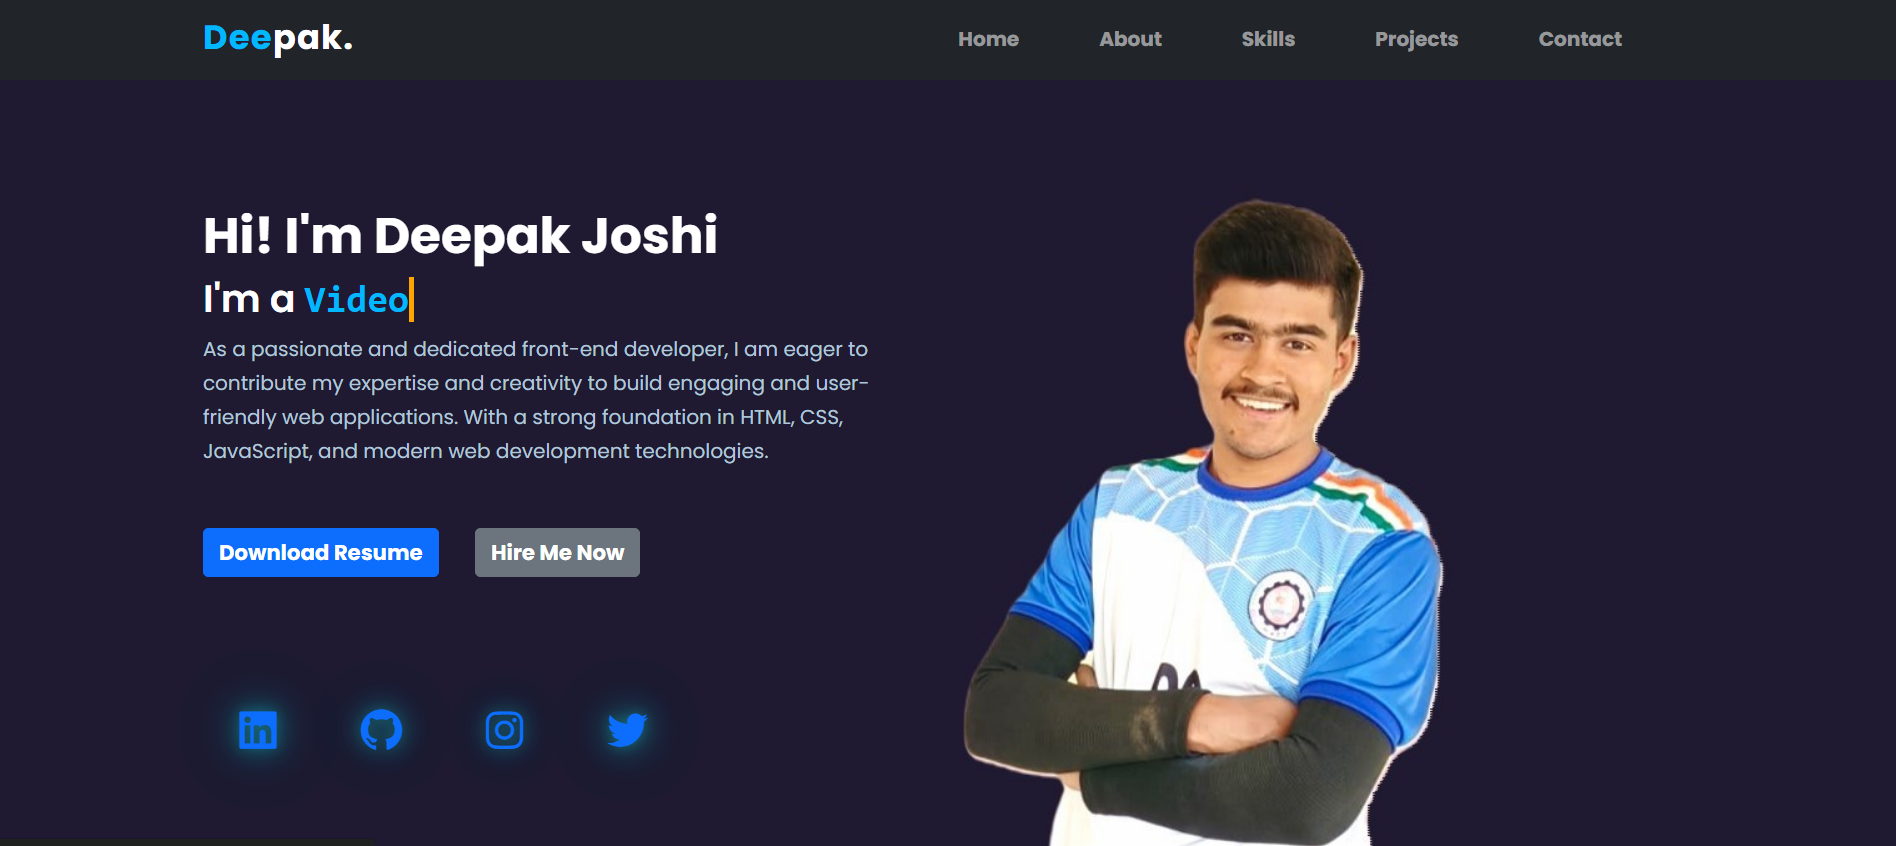 Deepak.
Home About Skills Projects Contact
Hi! I'm Deepak Joshi
I'm a Video
As a passionate and dedicated front-end developer, I am eager to
contribute my expertise and creativity to build engaging and user-
friendly web applications. With a strong foundation in HTML, CSS,
JavaScript, and modern web development technologies.
Download Resume Hire Me Now
in